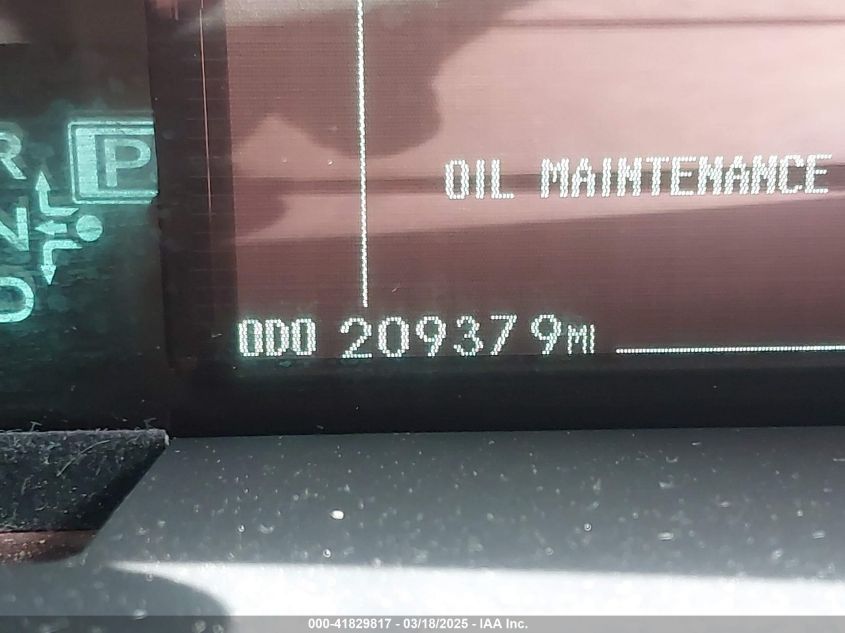 R P
N
D
OIL MAINTENANCE
ODO 209379MI
000-41829817 - 03/18/2025 - IAA Inc.